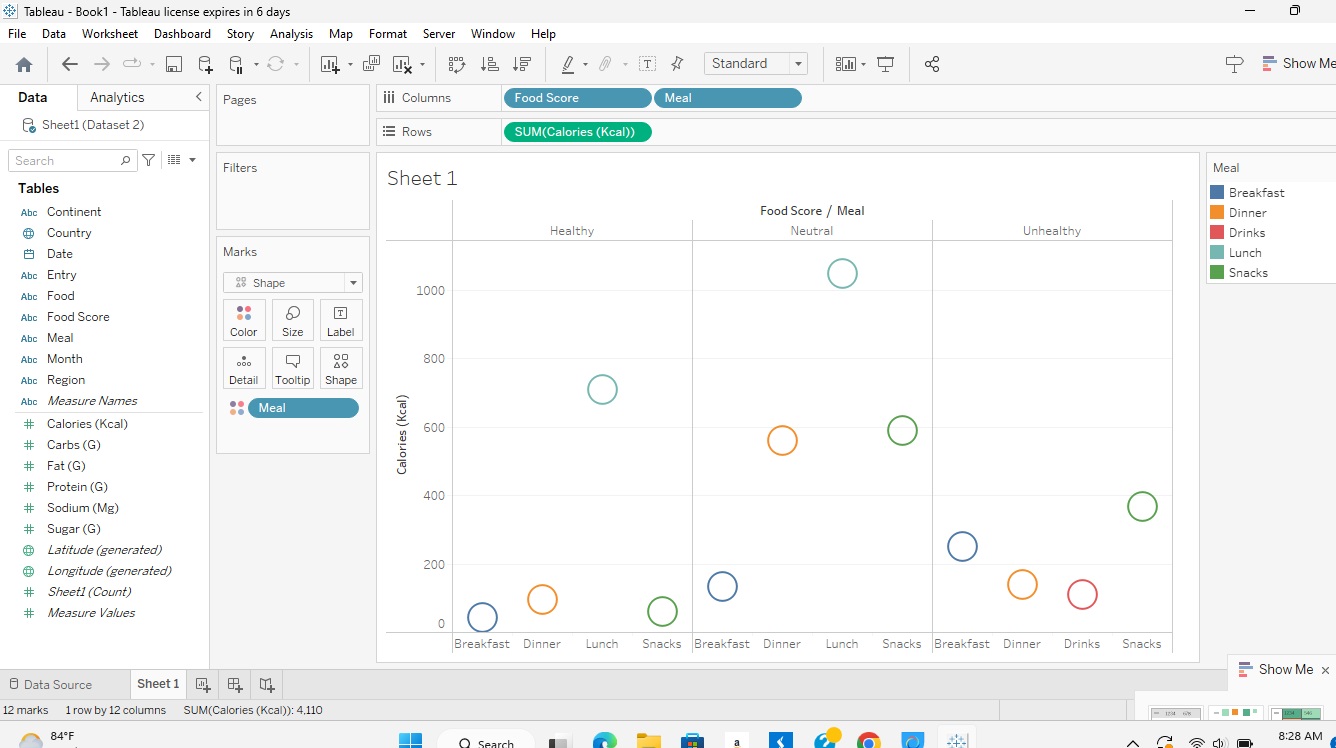 Tableau - Book1 - Tableau license expires in 6 days
File Data Worksheet Dashboard Story Analysis Map Format Server Window Help
Standard
Show Me
Data Analytics
Sheet1 (Dataset 2)
Search
Tables
Abc Continent
Country
Date
Abc Entry
Abc Food
Abc Food Score
Abc Meal
Abc Month
Abc Region
Abc Measure Names
Calories (Kcal)
Carbs (G)
Fat (G)
Protein (G)
Sodium (Mg)
Sugar (G)
Latitude (generated)
Longitude (generated)
Sheet1 (Count)
Measure Values
Pages
Filters
Marks
Shape
Color Size Label
Detail Tooltip Shape
Meal
Columns Food Score Meal
Rows SUM(Calories (Kcal))
Sheet 1
Food Score / Meal
Healthy Neutral Unhealthy
Calories (Kcal)
1000
800
600
400
200
0
Breakfast Dinner Lunch Snacks Breakfast Dinner Lunch Snacks Breakfast Dinner Drinks Snacks
Meal
Breakfast
Dinner
Drinks
Lunch
Snacks
Show Me
Data Source Sheet 1
12 marks 1 row by 12 columns SUM(Calories (Kcal)): 4,110
84°F
Search
8:28 AM